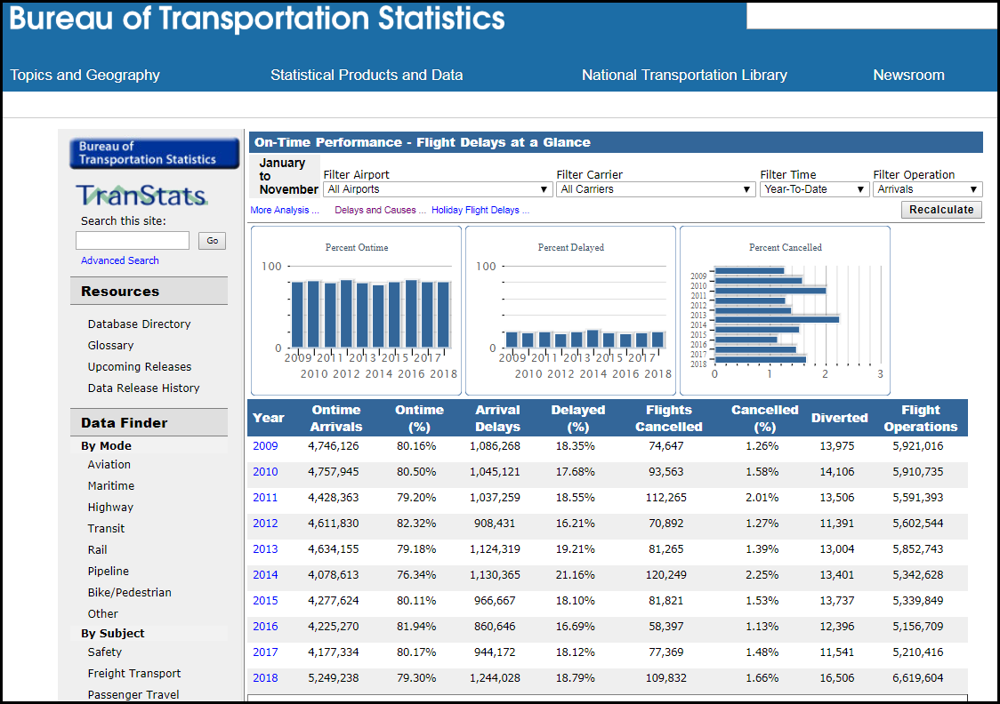 Bureau of Transportation Statistics
Topics and Geography Statistical Products and Data National Transportation Library Newsroom
Bureau of
Transportation Statistics
TranStats
Search this site:
Go
Advanced Search
Resources
Database Directory
Glossary
Upcoming Releases
Data Release History
Data Finder
By Mode
Aviation
Maritime
Highway
Transit
Rail
Pipeline
Bike/Pedestrian
Other
By Subject
Safety
Freight Transport
Passenger Travel
On-Time Performance - Flight Delays at a Glance
January
to
November
Filter Airport Filter Carrier Filter Time Filter Operation
All Airports All Carriers Year-To-Date Arrivals
More Analysis ... Delays and Causes ... Holiday Flight Delays ... Recalculate
Percent Ontime
100
0
2009 2011 2013 2015 2017
2010 2012 2014 2016 2018
Percent Delayed
100
0
2009 2011 2013 2015 2017
2010 2012 2014 2016 2018
Percent Cancelled
2009
2010
2011
2012
2013
2014
2015
2016
2017
2018
0 1 2 3
Year Ontime Arrivals Ontime (%) Arrival Delays Delayed (%) Flights Cancelled Cancelled (%) Diverted Flight Operations
2009 4,746,126 80.16% 1,086,268 18.35% 74,647 1.26% 13,975 5,921,016
2010 4,757,945 80.50% 1,045,121 17.68% 93,563 1.58% 14,106 5,910,735
2011 4,428,363 79.20% 1,037,259 18.55% 112,265 2.01% 13,506 5,591,393
2012 4,611,830 82.32% 908,431 16.21% 70,892 1.27% 11,391 5,602,544
2013 4,634,155 79.18% 1,124,319 19.21% 81,265 1.39% 13,004 5,852,743
2014 4,078,613 76.34% 1,130,365 21.16% 120,249 2.25% 13,401 5,342,628
2015 4,277,624 80.11% 966,667 18.10% 81,821 1.53% 13,737 5,339,849
2016 4,225,270 81.94% 860,646 16.69% 58,397 1.13% 12,396 5,156,709
2017 4,177,334 80.17% 944,172 18.12% 77,369 1.48% 11,541 5,210,416
2018 5,249,238 79.30% 1,244,028 18.79% 109,832 1.66% 16,506 6,619,604